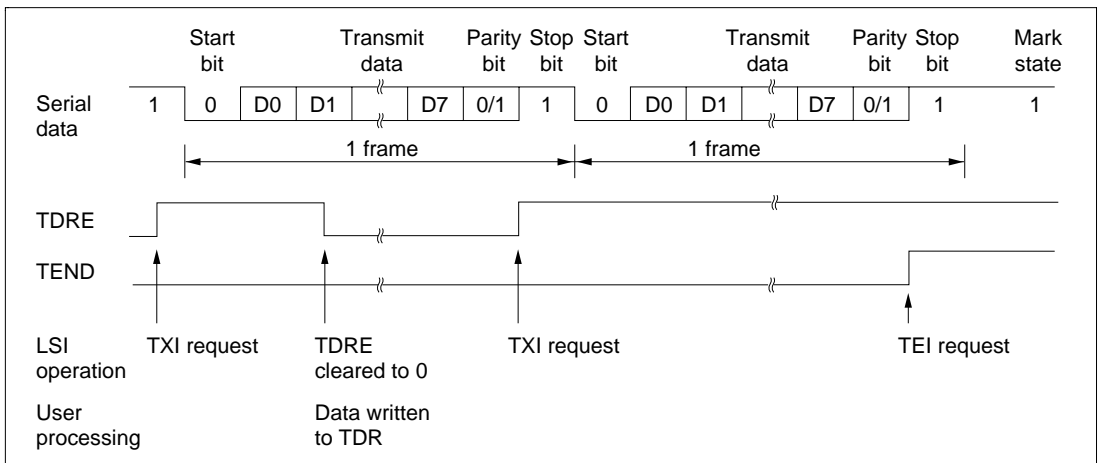 Start Transmit Parity Stop Start Transmit Parity Stop Mark
bit data bit bit bit data bit bit state
Serial 1 0 D0 D1 D7 0/1 1 0 D0 D1 D7 0/1 1 1
data
1 frame 1 frame
TDRE
TEND
LSI TXI request TDRE TXI request TEI request
operation cleared to 0
User Data written
processing to TDR